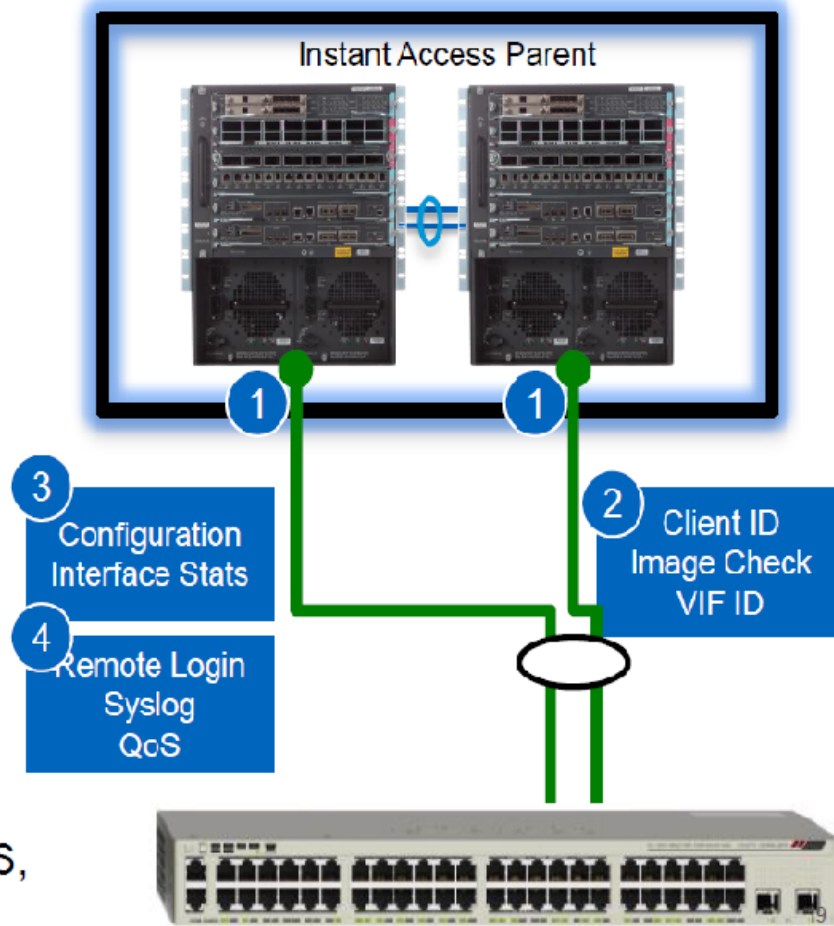 Instant Access Parent
1
1
3
Configuration
Interface Stats
2
Client ID
Image Check
VIF ID
4
Remote Login
Syslog
QoS
s,
19